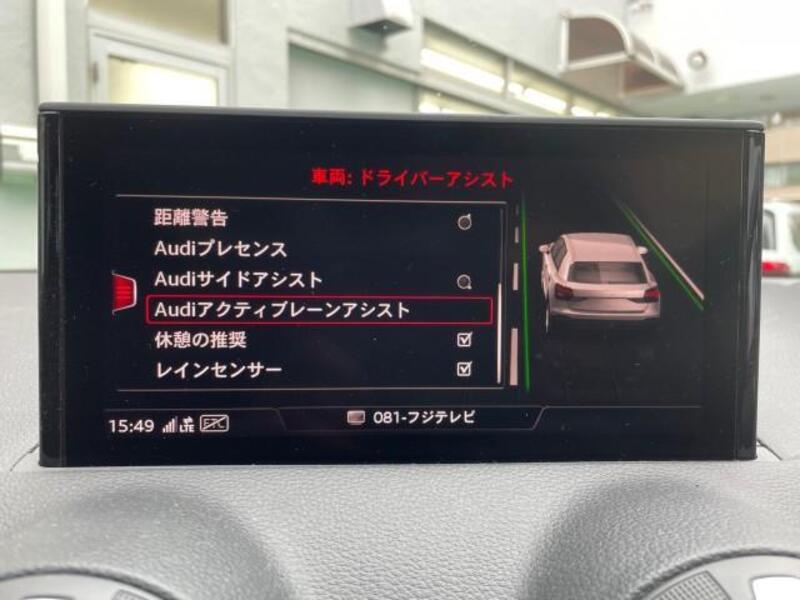 車両: ドライバーアシスト
距離警告
Audiプレセンス
Audiサイドアシスト
Audiアクティブレーンアシスト
休憩の推奨
レインセンサー
15:49 LTE ETC 081-フジテレビ